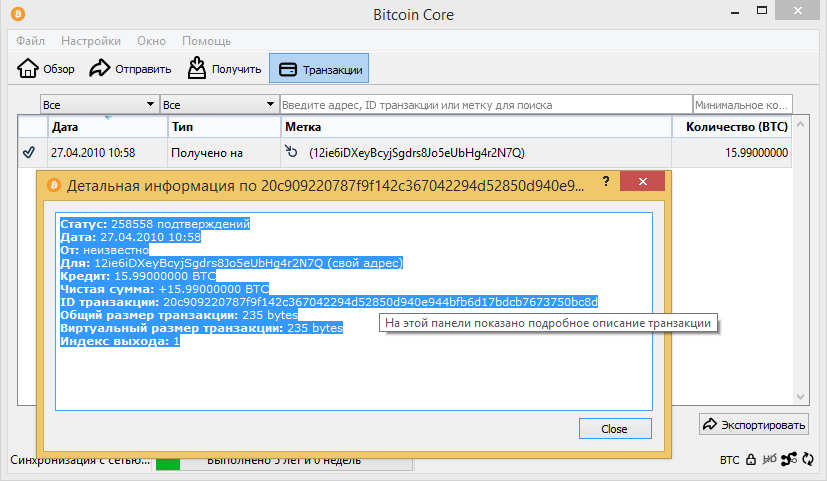 Bitcoin Core
Файл Настройки Окно Помощь
Обзор Отправить Получить Транзакции
Все Все Введите адрес, ID транзакции или метку для поиска Минимальное ко...
Дата Тип Метка Количество (BTC)
27.04.2010 10:58 Получено на (12ie6iDXeyBcyjSgdrs8Jo5eUbHg4r2N7Q) 15.99000000
Детальная информация по 20c909220787f9f142c367042294d52850d940e9... ?
Статус: 258558 подтверждений
Дата: 27.04.2010 10:58
От: неизвестно
Для: 12ie6iDXeyBcyjSgdrs8Jo5eUbHg4r2N7Q (свой адрес)
Кредит: 15.99000000 BTC
Чистая сумма: +15.99000000 BTC
ID транзакции: 20c909220787f9f142c367042294d52850d940e944bfb6d17bdcb7673750bc8d
Общий размер транзакции: 235 bytes
Виртуальный размер транзакции: 235 bytes
На этой панели показано подробное описание транзакции
Индекс выхода: 1
Close
Экспортировать
Синхронизация с сетью... Выполнено 5 лет и 0 недель BTC HD